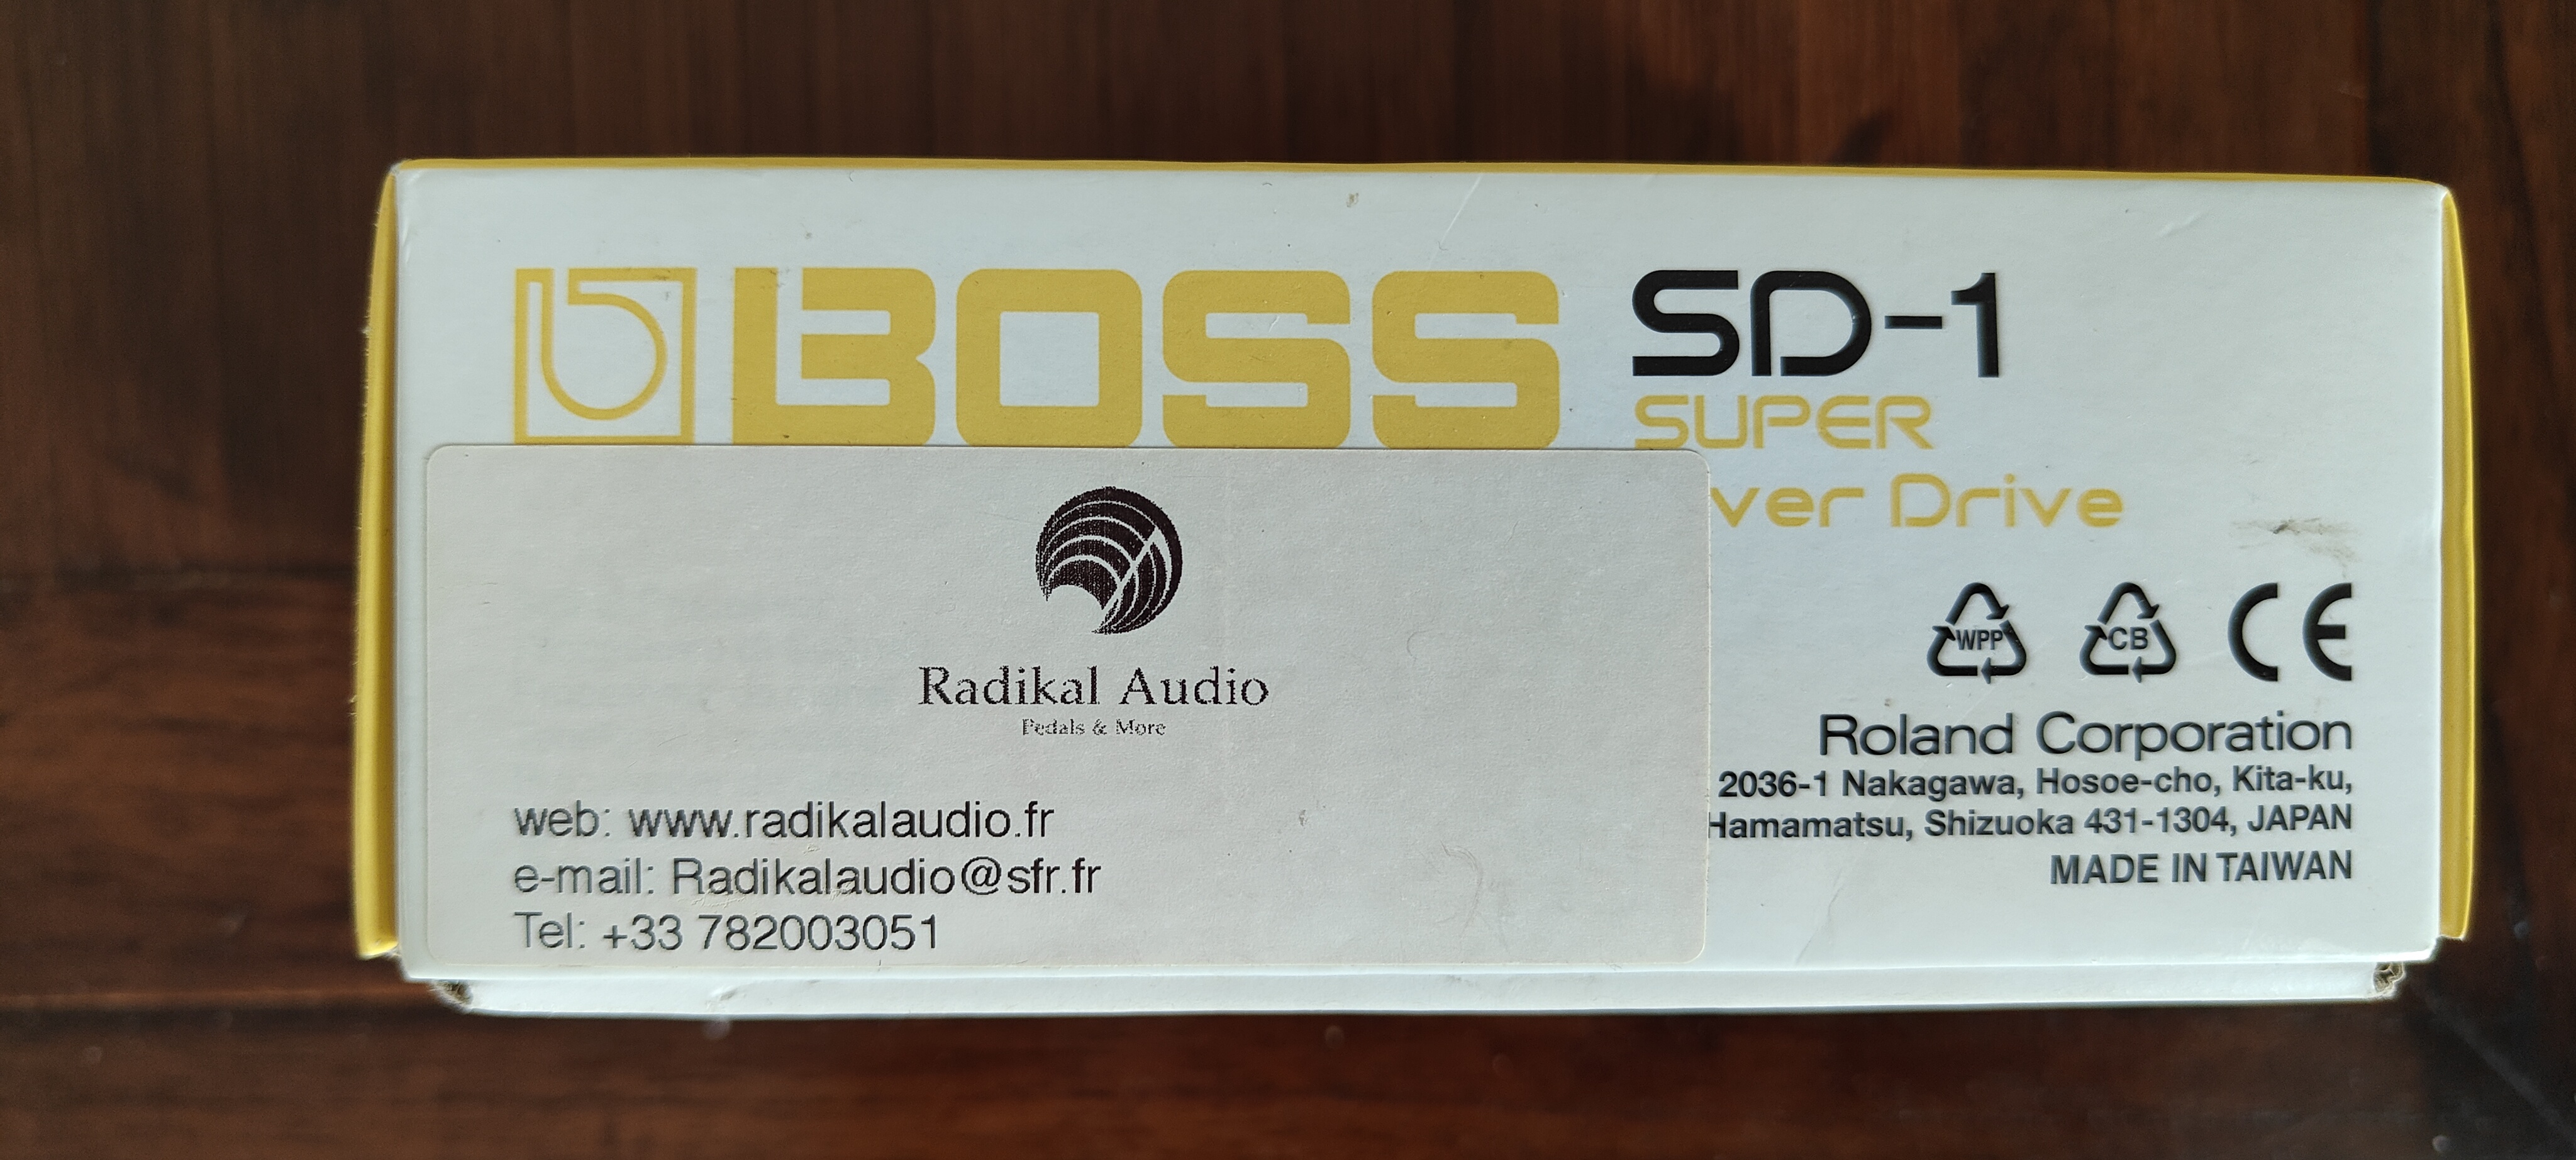 BOSS SD-1
SUPER
ver Drive
Radikal Audio
Pedals & More
web: www.radikalaudio.fr
e-mail: Radikalaudio@sfr.fr
Tel: +33 782003051
WPP CB CE
Roland Corporation
2036-1 Nakagawa, Hosoe-cho, Kita-ku,
Hamamatsu, Shizuoka 431-1304, JAPAN
MADE IN TAIWAN